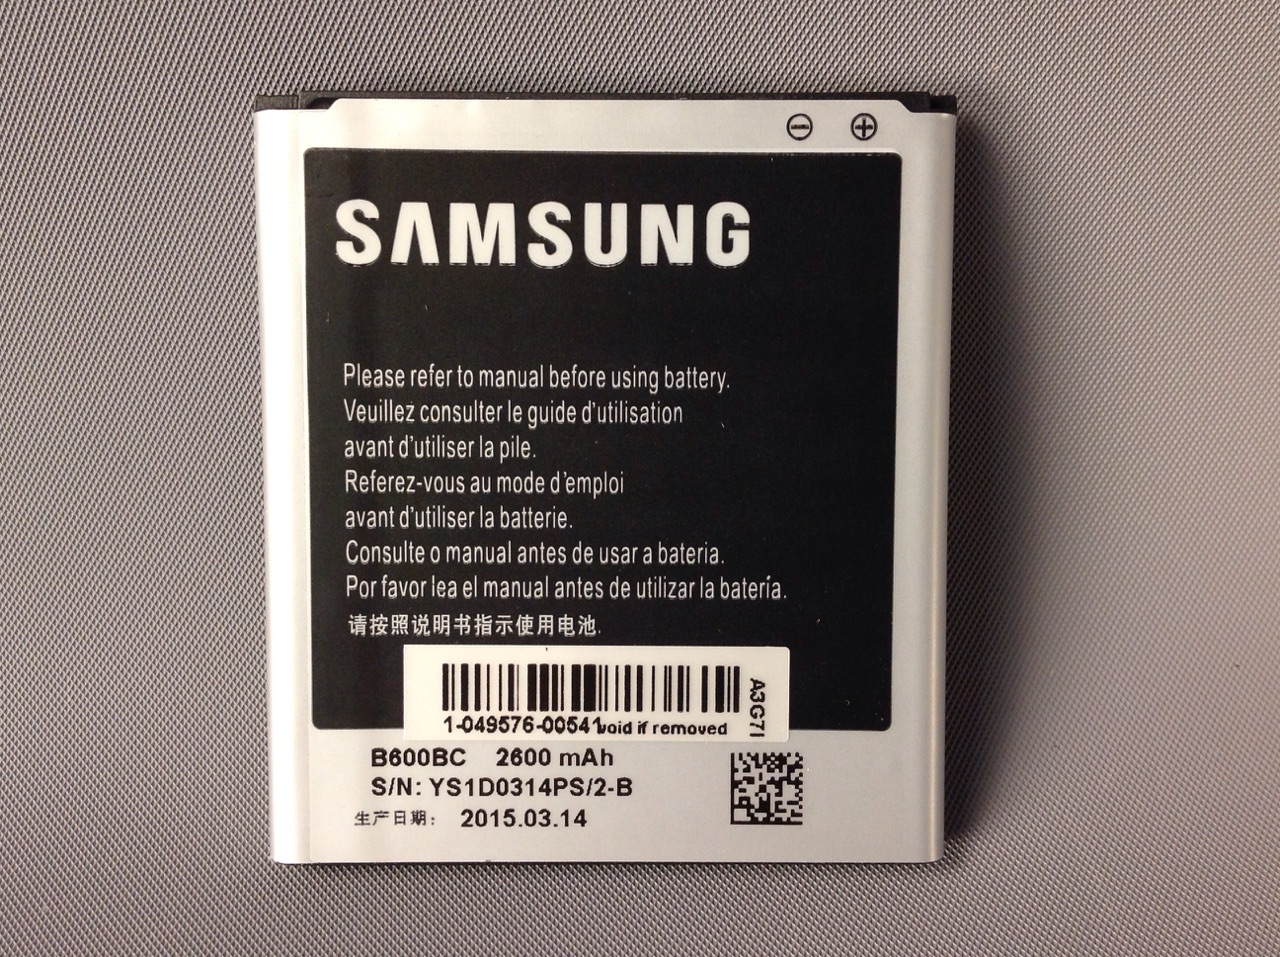 SAMSUNG
Please refer to manual before using battery.
Veuillez consulter le guide d'utilisation
avant d'utiliser la pile.
Referez-vous au mode d'emploi
avant d'utiliser la batterie.
Consulte o manual antes de usar a bateria.
Por favor lea el manual antes de utilizar la batería.
请按照说明书指示使用电池.
A3G71
1-049576-00541 void if removed
B600BC 2600 mAh
S/N: YS1D0314PS/2-B
生产日期: 2015.03.14